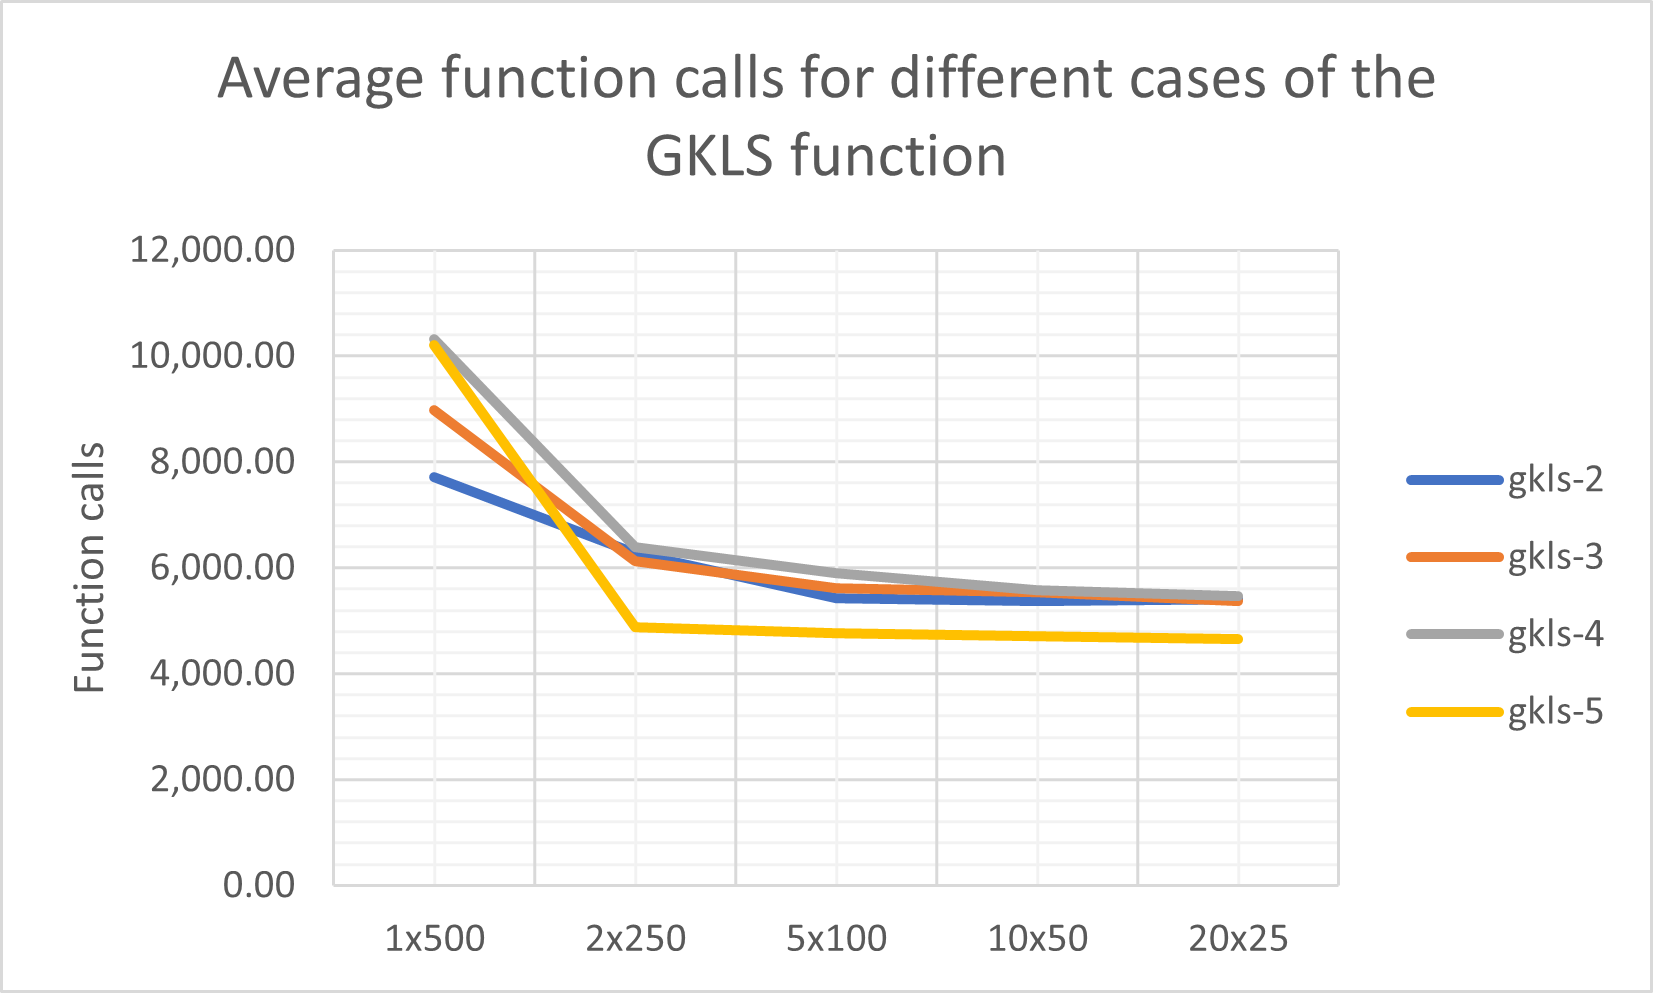 Average function calls for different cases of the
GKLS function
12,000.00
10,000.00
8,000.00
6,000.00
4,000.00
2,000.00
0.00
Function calls
1x500
2x250
5x100
10x50
20x25
gkls-2
gkls-3
gkls-4
gkls-5